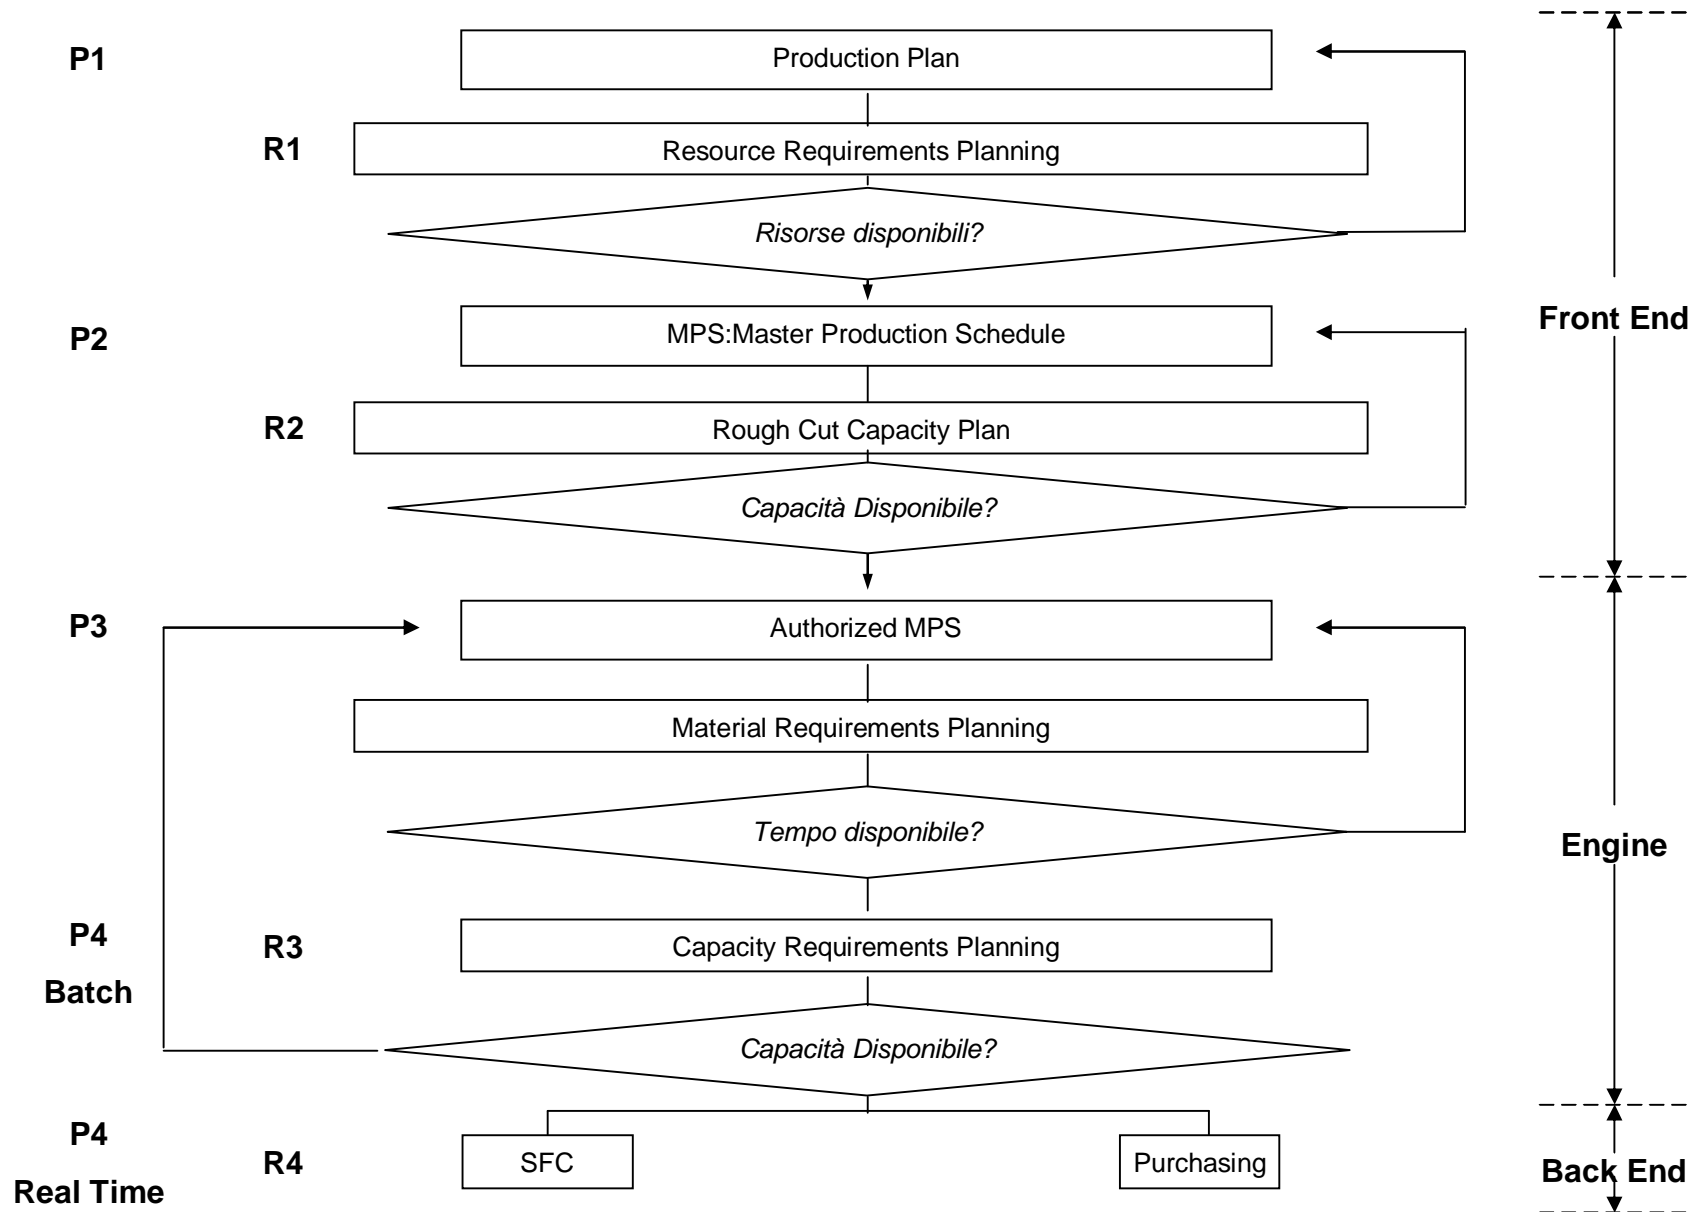 P1
Production Plan
R1
Resource Requirements Planning
Risorse disponibili?
P2
MPS:Master Production Schedule
Front End
R2
Rough Cut Capacity Plan
Capacità Disponibile?
P3
Authorized MPS
Material Requirements Planning
Tempo disponibile?
Engine
P4
Batch
R3
Capacity Requirements Planning
Capacità Disponibile?
P4
Real Time
R4
SFC
Purchasing
Back End